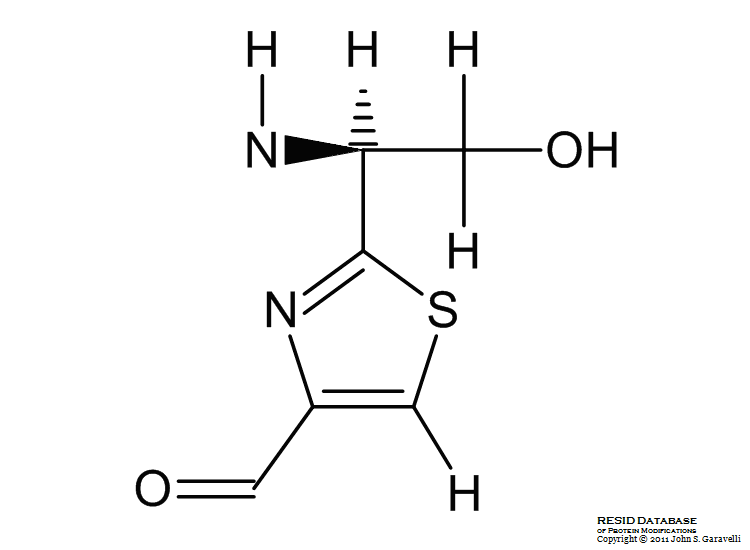 H H H
N OH
H
N S
O H
RESID DATABASE
OF PROTEIN MODIFICATIONS
Copyright © 2011 John S. Garavelli